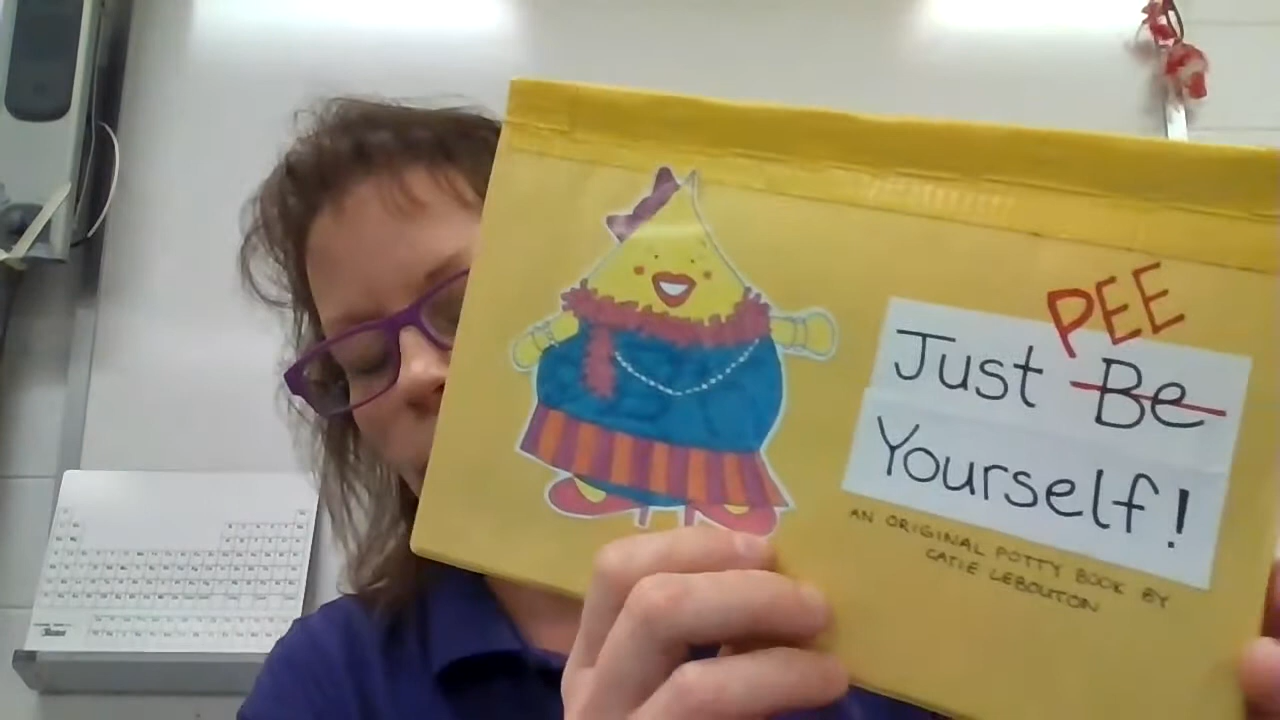 PEE
Just Be
Yourself!
AN ORIGINAL POTTY BOOK BY
CATIE LEBOUTON